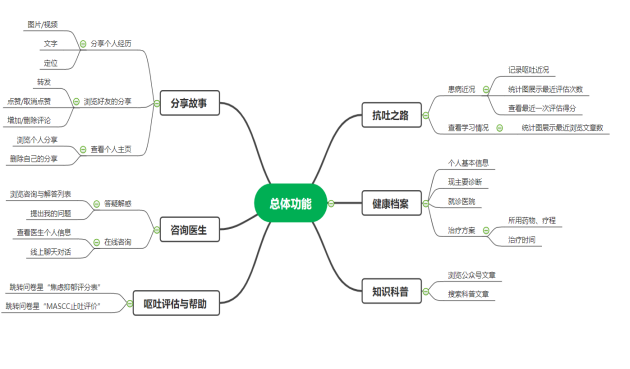 图片/视频
文字
定位
分享个人经历
转发
点赞/取消点赞
增加/删除评论
浏览好友的分享
浏览个人分享
删除自己的分享
查看个人主页
分享故事
浏览咨询与解答列表
提出我的问题
答疑解惑
查看医生个人信息
线上聊天对话
在线咨询
咨询医生
跳转问卷星“焦虑抑郁评分表”
跳转问卷星“MASCC止吐评价”
呕吐评估与帮助
总体功能
抗吐之路
患病近况
记录呕吐近况
统计图展示最近评估次数
查看最近一次评估得分
查看学习情况
统计图展示最近浏览文章数
健康档案
个人基本信息
现主要诊断
就诊医院
治疗方案
所用药物、疗程
治疗时间
知识科普
浏览公众号文章
搜索科普文章